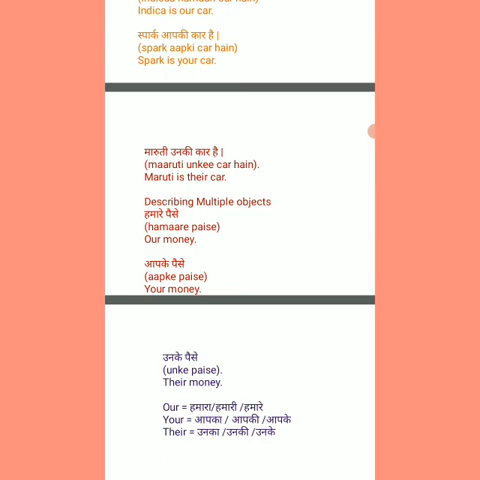 Indica is our car.
स्पार्क आपकी कार है |
(spark aapki car hain)
Spark is your car.
मारुती उनकी कार है |
(maaruti unkee car hain).
Maruti is their car.
Describing Multiple objects
हमारे पैसे
(hamaare paise)
Our money.
आपके पैसे
(aapke paise)
Your money.
उनके पैसे
(unke paise).
Their money.
Our = हमारा/हमारी /हमारे
Your = आपका / आपकी /आपके
Their = उनका /उनकी /उनके